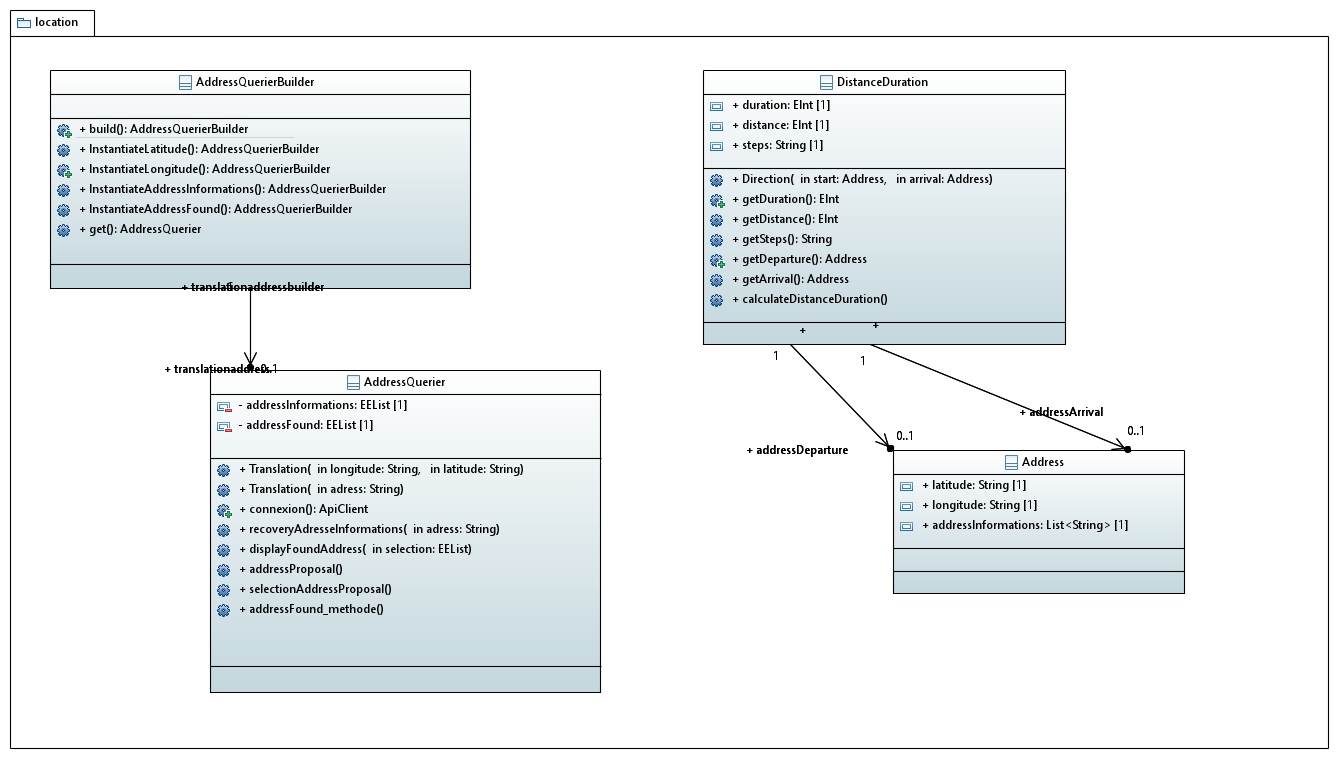 location
AddressQuerierBuilder
+ build(): AddressQuerierBuilder
+ InstantiateLatitude(): AddressQuerierBuilder
+ InstantiateLongitude(): AddressQuerierBuilder
+ InstantiateAddressInformations(): AddressQuerierBuilder
+ InstantiateAddressFound(): AddressQuerierBuilder
+ get(): AddressQuerier
+ translationaddressbuilder
+ translationaddress
0..1
AddressQuerier
- addressInformations: EEList [1]
- addressFound: EEList [1]
+ Translation( in longitude: String, in latitude: String)
+ Translation( in adress: String)
+ connexion(): ApiClient
+ recoveryAdresseInformations( in adress: String)
+ displayFoundAddress( in selection: EEList)
+ addressProposal()
+ selectionAddressProposal()
+ addressFound_methode()
DistanceDuration
+ duration: EInt [1]
+ distance: EInt [1]
+ steps: String [1]
+ Direction( in start: Address, in arrival: Address)
+ getDuration(): EInt
+ getDistance(): EInt
+ getSteps(): String
+ getDeparture(): Address
+ getArrival(): Address
+ calculateDistanceDuration()
+ +
1 1
+ addressArrival
0..1 0..1
+ addressDeparture
Address
+ latitude: String [1]
+ longitude: String [1]
+ addressInformations: List<String> [1]